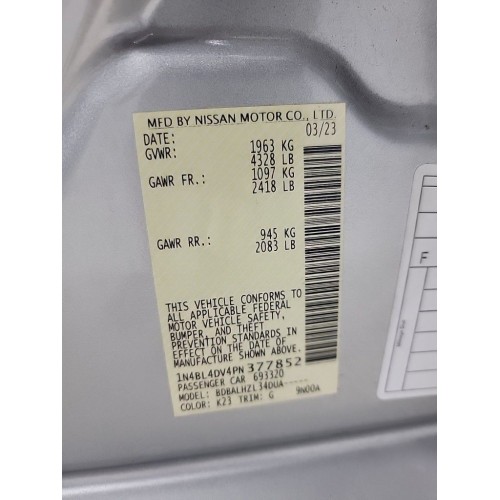 MFD BY NISSAN MOTOR CO., LTD.
DATE: 03/23
GVWR: 1963 KG
4328 LB
GAWR FR.: 1097 KG
2418 LB
GAWR RR.: 945 KG
2083 LB
THIS VEHICLE CONFORMS TO
ALL APPLICABLE FEDERAL
MOTOR VEHICLE SAFETY,
BUMPER, AND THEFT
PREVENTION STANDARDS IN
EFFECT ON THE DATE OF
MANUFACTURE SHOWN ABOVE.
1N4BL4DV4PN377852
PASSENGER CAR 693320
MODEL: BDBALHZL34DUA-----
COLOR: K23 TRIM: G 9W00A
F